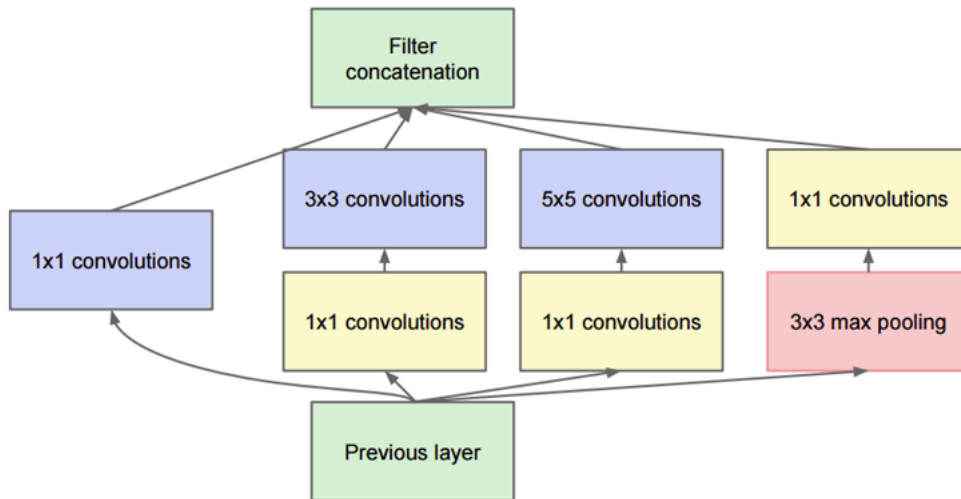 Filter
concatenation
3x3 convolutions
5x5 convolutions
1x1 convolutions
1x1 convolutions
1x1 convolutions
1x1 convolutions
3x3 max pooling
Previous layer